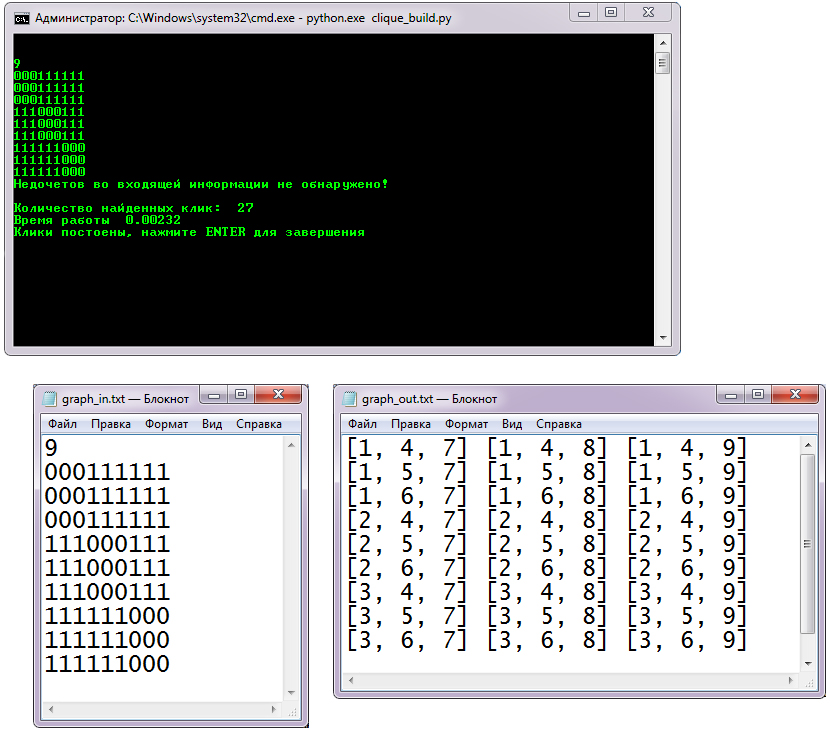 Администратор: C:\Windows\system32\cmd.exe - python.exe clique_build.py
9
000111111
000111111
000111111
111000111
111000111
111000111
111111000
111111000
111111000
Недочетов во входящей информации не обнаружено!
Количество найденных клик: 27
Время работы 0.00232
Клики постоены, нажмите ENTER для завершения
graph_in.txt — Блокнот
Файл Правка Формат Вид Справка
9
000111111
000111111
000111111
111000111
111000111
111000111
111111000
111111000
111111000
graph_out.txt — Блокнот
Файл Правка Формат Вид Справка
[1, 4, 7] [1, 4, 8] [1, 4, 9]
[1, 5, 7] [1, 5, 8] [1, 5, 9]
[1, 6, 7] [1, 6, 8] [1, 6, 9]
[2, 4, 7] [2, 4, 8] [2, 4, 9]
[2, 5, 7] [2, 5, 8] [2, 5, 9]
[2, 6, 7] [2, 6, 8] [2, 6, 9]
[3, 4, 7] [3, 4, 8] [3, 4, 9]
[3, 5, 7] [3, 5, 8] [3, 5, 9]
[3, 6, 7] [3, 6, 8] [3, 6, 9]